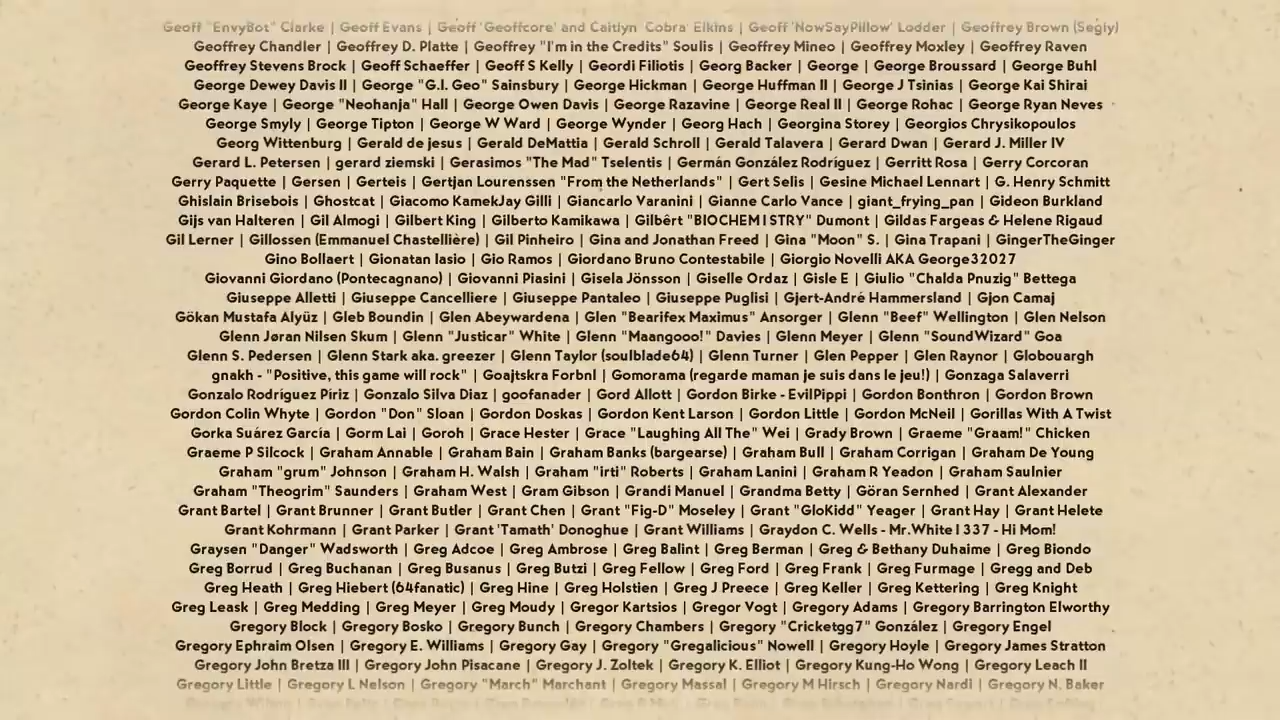 Geoff "EnvyBot" Clarke | Geoff Evans | Geoff 'Geoffcore' and Caitlyn 'Cobra' Elkins | Geoff 'NowSayPillow' Lodder | Geoffrey Brown (Segly)
Geoffrey Chandler | Geoffrey D. Platte | Geoffrey "I'm in the Credits" Soulis | Geoffrey Mineo | Geoffrey Moxley | Geoffrey Raven
Geoffrey Stevens Brock | Geoff Schaeffer | Geoff S Kelly | Geordi Filiotis | Georg Backer | George | George Broussard | George Buhl
George Dewey Davis II | George "G.I. Geo" Sainsbury | George Hickman | George Huffman II | George J Tsinias | George Kai Shirai
George Kaye | George "Neohanja" Hall | George Owen Davis | George Razavine | George Real II | George Rohac | George Ryan Neves
George Smyly | George Tipton | George W Ward | George Wynder | Georg Hach | Georgina Storey | Georgios Chrysikopoulos
Georg Wittenburg | Gerald de jesus | Gerald DeMattia | Gerald Schroll | Gerald Talavera | Gerard Dwan | Gerard J. Miller IV
Gerard L. Petersen | gerard ziemski | Gerasimos "The Mad" Tselentis | Germán González Rodríguez | Gerritt Rosa | Gerry Corcoran
Gerry Paquette | Gersen | Gerteis | Gertjan Lourenssen "From the Netherlands" | Gert Selis | Gesine Michael Lennart | G. Henry Schmitt
Ghislain Brisebois | Ghostcat | Giacomo KamekJay Gilli | Giancarlo Varanini | Gianne Carlo Vance | giant_frying_pan | Gideon Burkland
Gijs van Halteren | Gil Almogi | Gilbert King | Gilberto Kamikawa | Gilbêrt "BIOCHEM1STRY" Dumont | Gildas Fargeas & Helene Rigaud
Gil Lerner | Gillossen (Emmanuel Chastellière) | Gil Pinheiro | Gina and Jonathan Freed | Gina "Moon" S. | Gina Trapani | GingerTheGinger
Gino Bollaert | Gionatan Iasio | Gio Ramos | Giordano Bruno Contestabile | Giorgio Novelli AKA George32027
Giovanni Giordano (Pontecagnano) | Giovanni Piasini | Gisela Jönsson | Giselle Ordaz | Gisle E | Giulio "Chalda Pnuzig" Bettega
Giuseppe Alletti | Giuseppe Cancelliere | Giuseppe Pantaleo | Giuseppe Puglisi | Gjert-André Hammersland | Gjon Camaj
Gökan Mustafa Alyüz | Gleb Boundin | Glen Abeywardena | Glen "Bearifex Maximus" Ansorger | Glenn "Beef" Wellington | Glen Nelson
Glenn Jøran Nilsen Skum | Glenn "Justicar" White | Glenn "Maangooo!" Davies | Glenn Meyer | Glenn "SoundWizard" Goa
Glenn S. Pedersen | Glenn Stark aka. greezer | Glenn Taylor (soulblade64) | Glenn Turner | Glen Pepper | Glen Raynor | Globouargh
gnakh - "Positive, this game will rock" | Goajtskra Forbnl | Gomorama (regarde maman je suis dans le jeu!) | Gonzaga Salaverri
Gonzalo Rodríguez Píriz | Gonzalo Silva Diaz | goofanader | Gord Allott | Gordon Birke - EvilPippi | Gordon Bonthron | Gordon Brown
Gordon Colin Whyte | Gordon "Don" Sloan | Gordon Doskas | Gordon Kent Larson | Gordon Little | Gordon McNeil | Gorillas With A Twist
Gorka Suárez García | Gorm Lai | Goroh | Grace Hester | Grace "Laughing All The" Wei | Grady Brown | Graeme "Graam!" Chicken
Graeme P Silcock | Graham Annable | Graham Bain | Graham Banks (bargearse) | Graham Bull | Graham Corrigan | Graham De Young
Graham "grum" Johnson | Graham H. Walsh | Graham "irti" Roberts | Graham Lanini | Graham R Yeadon | Graham Saulnier
Graham "Theogrim" Saunders | Graham West | Gram Gibson | Grandi Manuel | Grandma Betty | Göran Sernhed | Grant Alexander
Grant Bartel | Grant Brunner | Grant Butler | Grant Chen | Grant "Fig-D" Moseley | Grant "GloKidd" Yeager | Grant Hay | Grant Helete
Grant Kohrmann | Grant Parker | Grant 'Tamath' Donoghue | Grant Williams | Graydon C. Wells - Mr.White1337 - Hi Mom!
Graysen "Danger" Wadsworth | Greg Adcoe | Greg Ambrose | Greg Balint | Greg Berman | Greg & Bethany Duhaime | Greg Biondo
Greg Borrud | Greg Buchanan | Greg Busanus | Greg Butzi | Greg Fellow | Greg Ford | Greg Frank | Greg Furmage | Gregg and Deb
Greg Heath | Greg Hiebert (64fanatic) | Greg Hine | Greg Holstien | Greg J Preece | Greg Keller | Greg Kettering | Greg Knight
Greg Leask | Greg Medding | Greg Meyer | Greg Moudy | Gregor Kartsios | Gregor Vogt | Gregory Adams | Gregory Barrington Elworthy
Gregory Block | Gregory Bosko | Gregory Bunch | Gregory Chambers | Gregory "Cricketgg7" González | Gregory Engel
Gregory Ephraim Olsen | Gregory E. Williams | Gregory Gay | Gregory "Gregalicious" Nowell | Gregory Hoyle | Gregory James Stratton
Gregory John Bretza III | Gregory John Pisacane | Gregory J. Zoltek | Gregory K. Elliot | Gregory Kung-Ho Wong | Gregory Leach II
Gregory Little | Gregory L Nelson | Gregory "March" Marchant | Gregory Massal | Gregory M Hirsch | Gregory Nardi | Gregory N. Baker